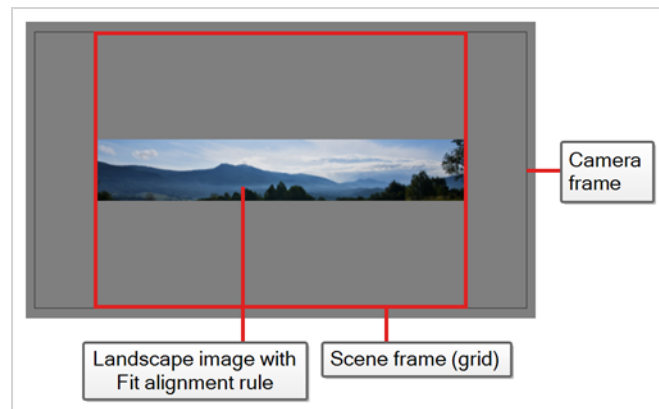 Camera
frame
Landscape image with
Fit alignment rule
Scene frame (grid)